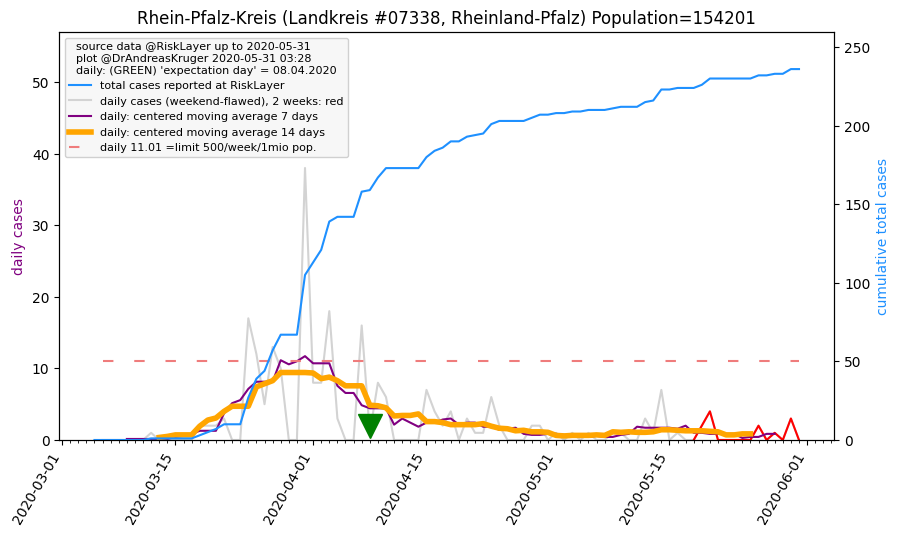 Rhein-Pfalz-Kreis (Landkreis #07338, Rheinland-Pfalz) Population=154201
source data @RiskLayer up to 2020-05-31
plot @DrAndreasKruger 2020-05-31 03:28
daily: (GREEN) 'expectation day' = 08.04.2020
total cases reported at RiskLayer
daily cases (weekend-flawed), 2 weeks: red
daily: centered moving average 7 days
daily: centered moving average 14 days
daily 11.01 =limit 500/week/1mio pop.
daily cases
50
40
30
20
10
0
250
200
150
100
50
0
cumulative total cases
2020-03-01
2020-03-15
2020-04-01
2020-04-15
2020-05-01
2020-05-15
2020-06-01